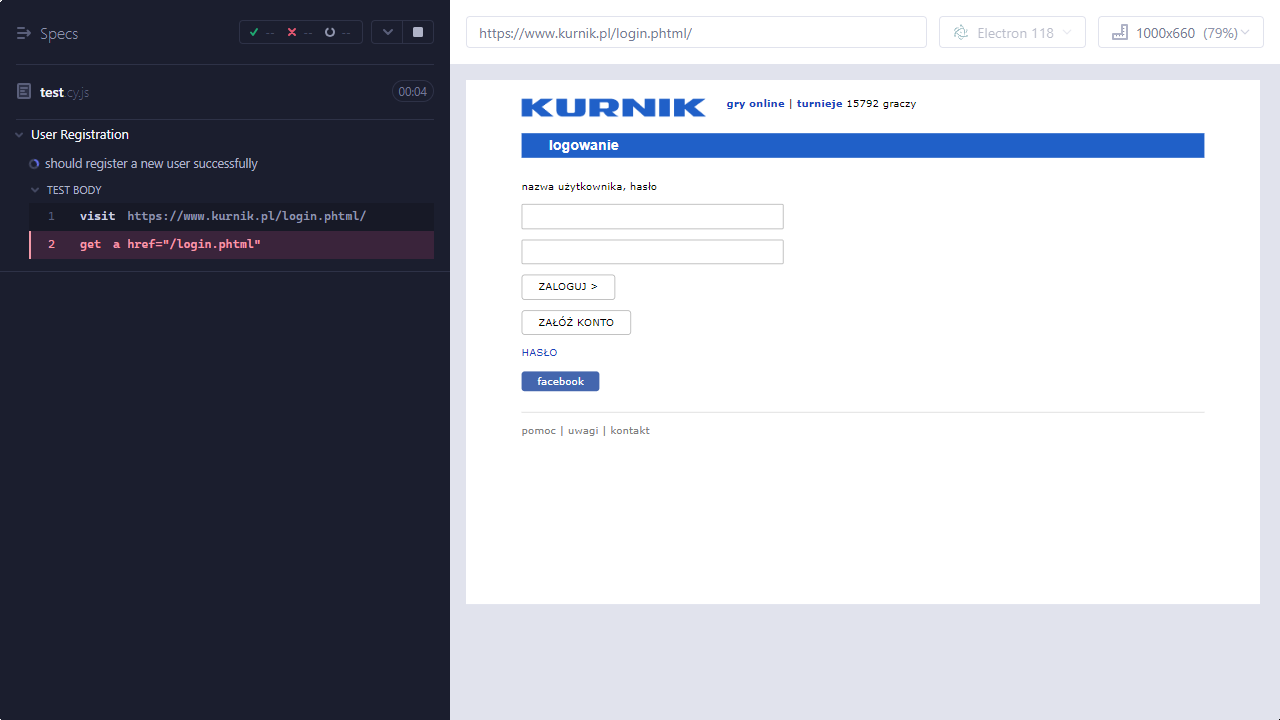 Specs
-- -- --
test.cy.js 00:04
User Registration
should register a new user successfully
TEST BODY
1 visit https://www.kurnik.pl/login.phtml/
2 get a href="/login.phtml"
https://www.kurnik.pl/login.phtml/
Electron 118
1000x660 (79%)
KURNIK
gry online | turnieje 15792 graczy
logowanie
nazwa użytkownika, hasło
ZALOGUJ >
ZAŁÓŻ KONTO
HASŁO
facebook
pomoc | uwagi | kontakt